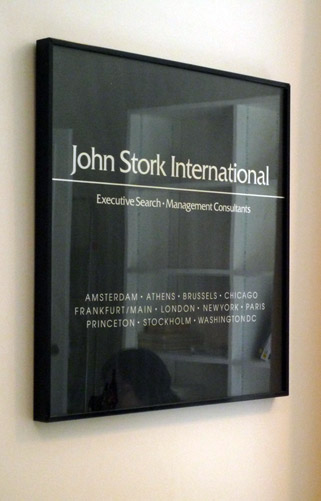 John Stork International
Executive Search • Management Consultants
AMSTERDAM • ATHENS • BRUSSELS • CHICAGO
FRANKFURT/MAIN • LONDON • NEWYORK • PARIS
PRINCETON • STOCKHOLM • WASHINGTONDC